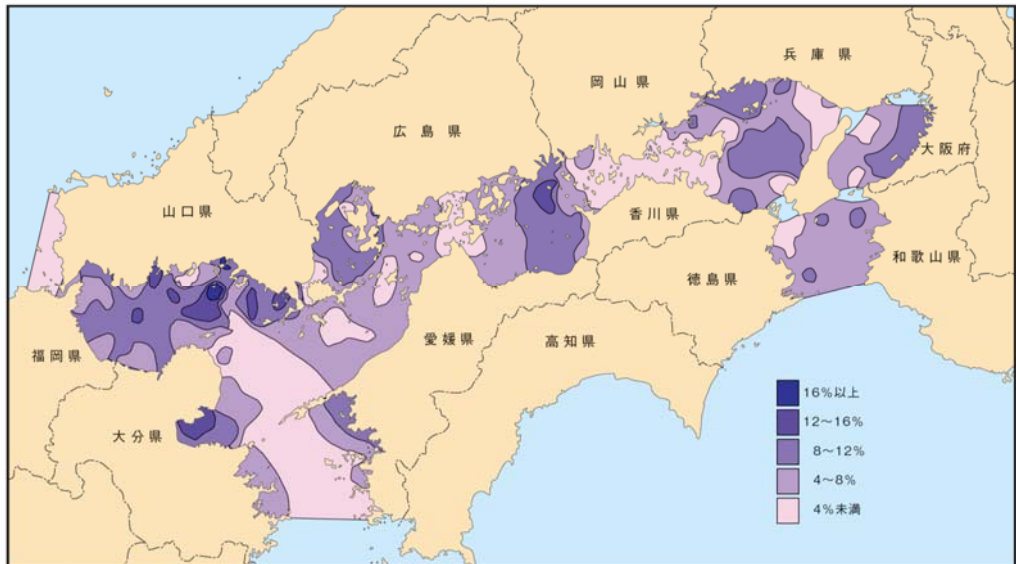 兵庫県
岡山県
広島県
大阪府
山口県
香川県
和歌山県
徳島県
愛媛県
高知県
福岡県
大分県
16%以上
12~16%
8~12%
4~8%
4%未満